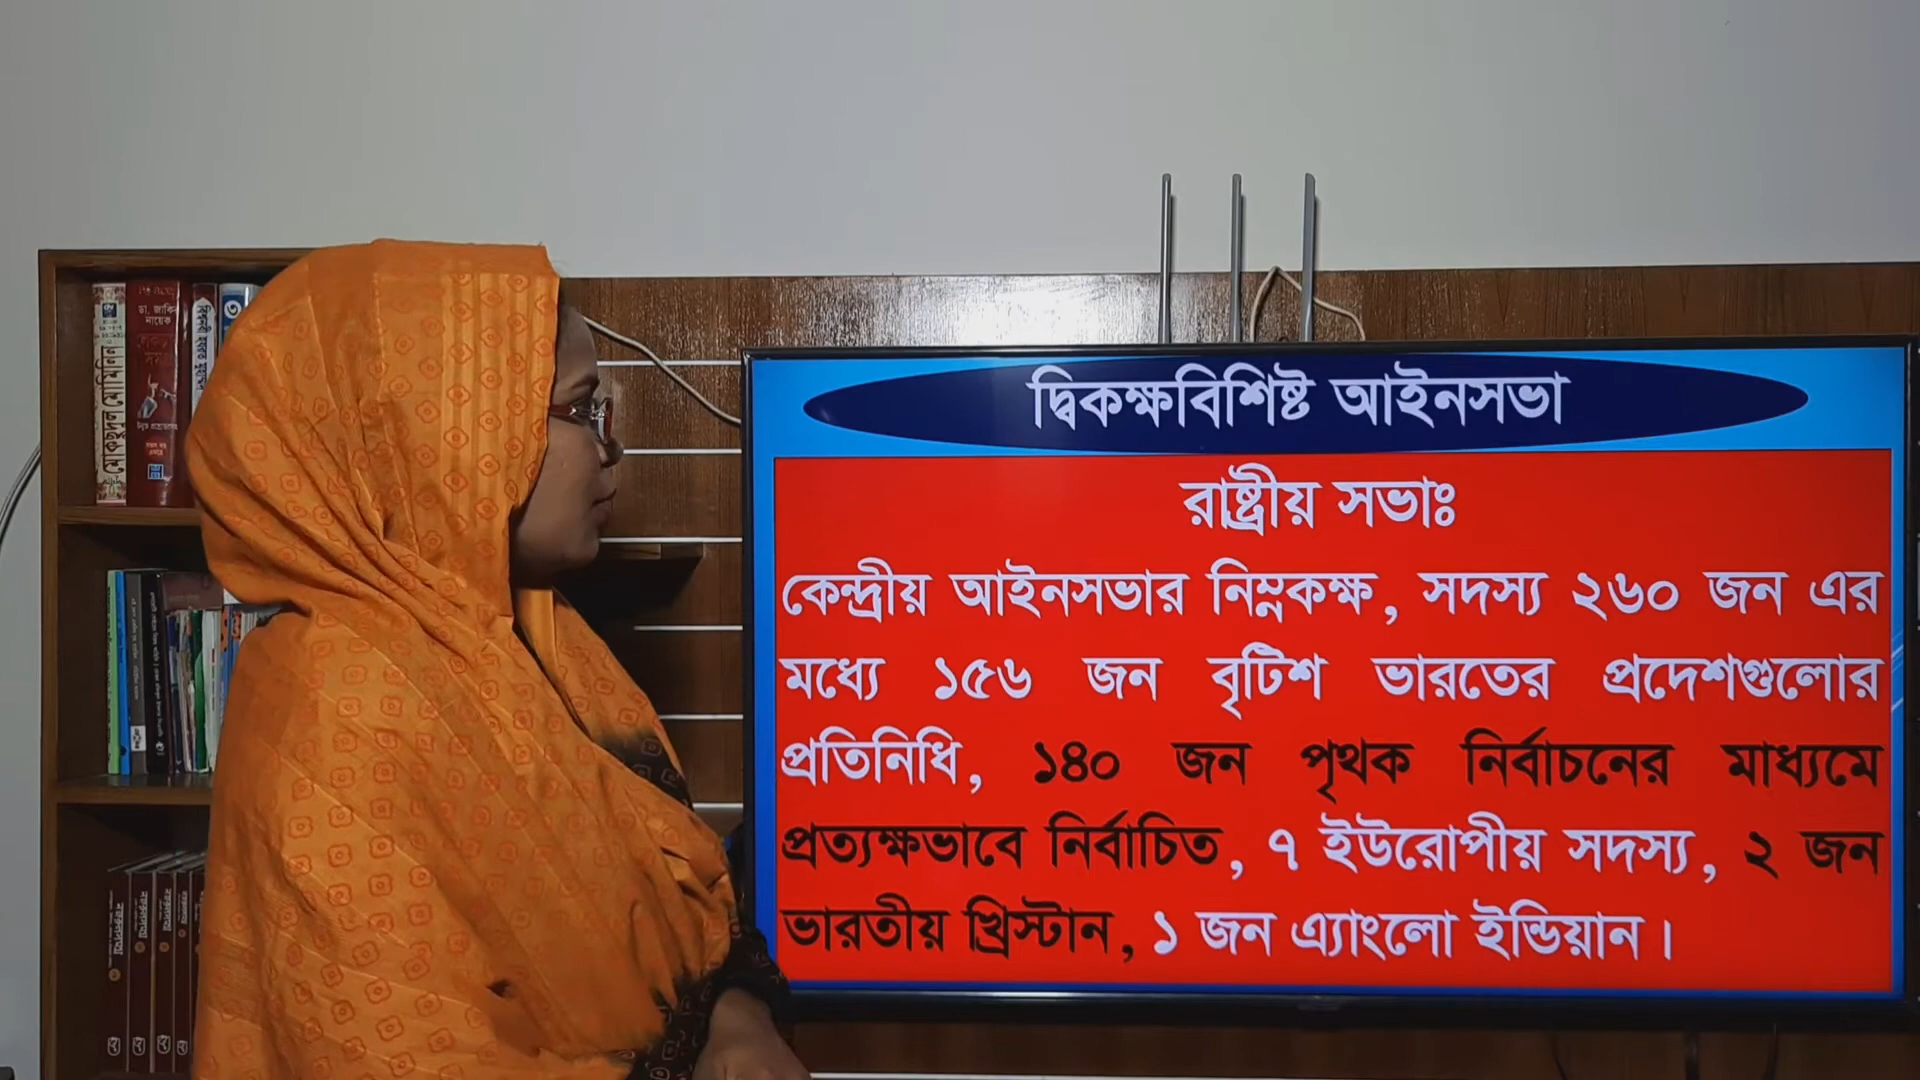 দ্বিকক্ষবিশিষ্ট আইনসভা
রাষ্ট্রীয় সভাঃ
কেন্দ্রীয় আইনসভার নিম্নকক্ষ, সদস্য ২৬০ জন এর
মধ্যে ১৫৬ জন বৃটিশ ভারতের প্রদেশগুলোর
প্রতিনিধি, ১৪০ জন পৃথক নির্বাচনের মাধ্যমে
প্রত্যক্ষভাবে নির্বাচিত, ৭ ইউরোপীয় সদস্য, ২ জন
ভারতীয় খ্রিস্টান, ১ জন এ্যাংলো ইন্ডিয়ান।
মোকছুদুল মোমিনিন
ডা. জাকির
নায়েক